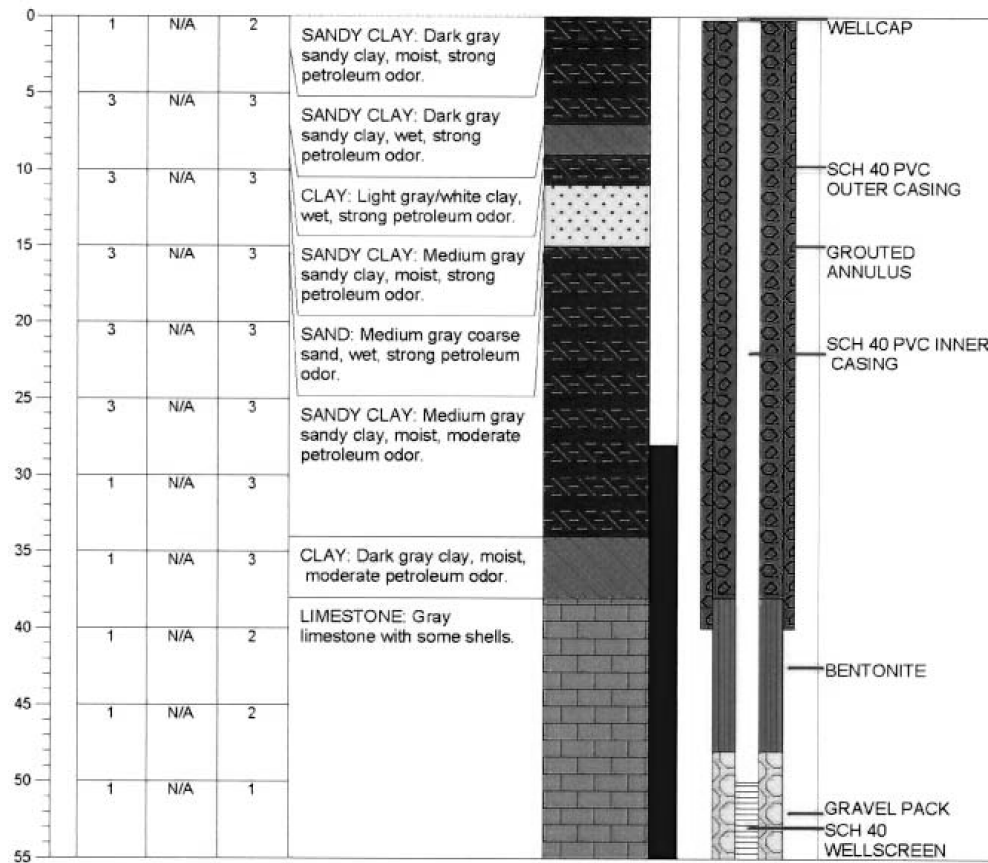 0
1 N/A 2
SANDY CLAY: Dark gray
sandy clay, moist, strong
petroleum odor.
WELLCAP
5
3 N/A 3
SANDY CLAY: Dark gray
sandy clay, wet, strong
petroleum odor.
10
3 N/A 3
CLAY: Light gray/white clay,
wet, strong petroleum odor.
SCH 40 PVC
OUTER CASING
15
3 N/A 3
SANDY CLAY: Medium gray
sandy clay, moist, strong
petroleum odor.
GROUTED
ANNULUS
20
3 N/A 3
SAND: Medium gray coarse
sand, wet, strong petroleum
odor.
SCH 40 PVC INNER
CASING
25
3 N/A 3
SANDY CLAY: Medium gray
sandy clay, moist, moderate
petroleum odor.
30
1 N/A 3
35
1 N/A 3
CLAY: Dark gray clay, moist,
moderate petroleum odor.
LIMESTONE: Gray
limestone with some shells.
40
1 N/A 2
BENTONITE
45
1 N/A 2
50
1 N/A 1
GRAVEL PACK
SCH 40
WELLSCREEN
55